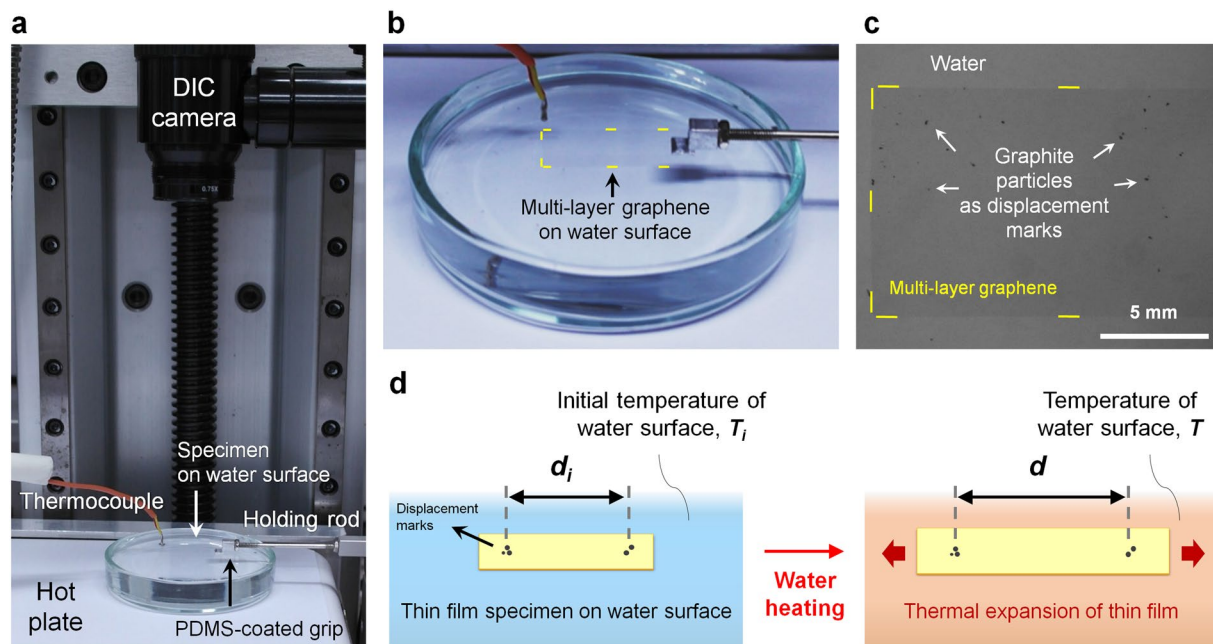 a
DIC
camera
0.75X
Specimen
on water surface
Thermocouple
Holding rod
Hot
plate
PDMS-coated grip
b
Multi-layer graphene
on water surface
c
Water
Graphite
particles
as displacement
marks
Multi-layer graphene
5 mm
d
Initial temperature of
water surface, Ti
di
Displacement
marks
Thin film specimen on water surface
Water
heating
Temperature of
water surface, T
d
Thermal expansion of thin film